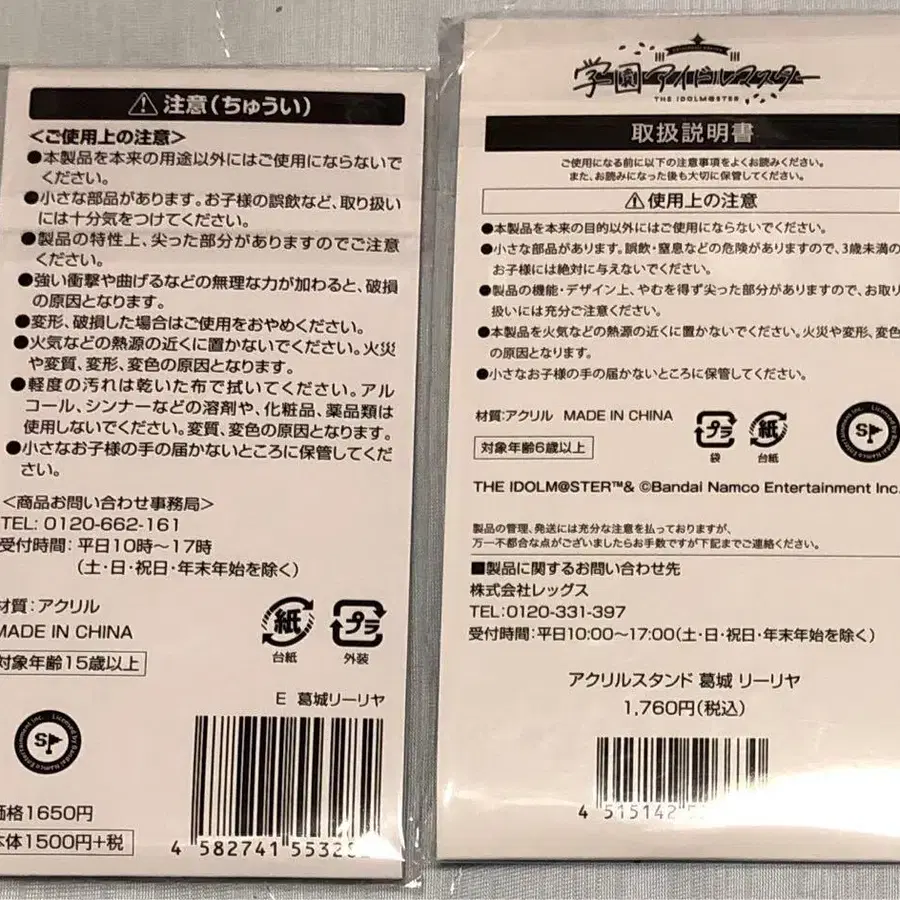 ⚠ 注意(ちゅうい)
<ご使用上の注意>
●本製品を本来の用途以外にはご使用にならないで
ください。
●小さな部品があります。お子様の誤飲など、取り扱い
には十分気をつけてください。
●製品の特性上、尖った部分がありますのでご注意
ください。
●強い衝撃や曲げるなどの無理な力が加わると、破損
の原因となります。
●変形、破損した場合はご使用をおやめください。
●火気などの熱源の近くに置かないでください。火災
や変質、変形、変色の原因となります。
●軽度の汚れは乾いた布で拭いてください。アル
コール、シンナーなどの溶剤や、化粧品、薬品類は
使用しないでください。変質、変色の原因となります。
●小さなお子様の手の届かないところに保管してくだ
さい。
<商品お問い合わせ事務局>
TEL: 0120-662-161
受付時間: 平日10時〜17時
(土・日・祝日・年末年始を除く)
材質:アクリル
MADE IN CHINA
対象年齢15歳以上
紙
台紙
プラ
外装
E 葛城リーリヤ
Licensed by Bandai Namco Entertainment Inc.
S
価格1650円
本体1500円+税
4 582741 5532
学園アイドルマスター
THE IDOLM@STER
取扱説明書
ご使用になる前に以下の注意事項をよくお読みください。
また、お読みになった後も大切に保管してください。
⚠使用上の注意
●本製品を本来の目的以外にはご使用にならないでください。
●小さな部品があります。誤飲・窒息などの危険がありますので、3歳未満の
お子様には絶対に与えないでください。
●製品の機能・デザイン上、やむを得ず尖った部分がありますので、お取り
扱いには充分ご注意ください。
●本製品を火気などの熱源の近くに置かないでください。火災や変形、変色
の原因となります。
●小さなお子様の手の届かないところに保管してください。
材質:アクリル MADE IN CHINA
対象年齢6歳以上
プラ
袋
紙
台紙
Licensed by Bandai Namco Entertainment Inc.
S
THE IDOLM@STER™& ©Bandai Namco Entertainment Inc.
製品の管理、発送には充分な注意を払っておりますが、
万一不都合な点がございましたらお手数ですが下記までご連絡ください。
■製品に関するお問い合わせ先
株式会社レッグス
TEL:0120-331-397
受付時間:平日10:00〜17:00(土・日・祝日・年末年始を除く)
アクリルスタンド 葛城 リーリヤ
1,760円(税込)
4 515142